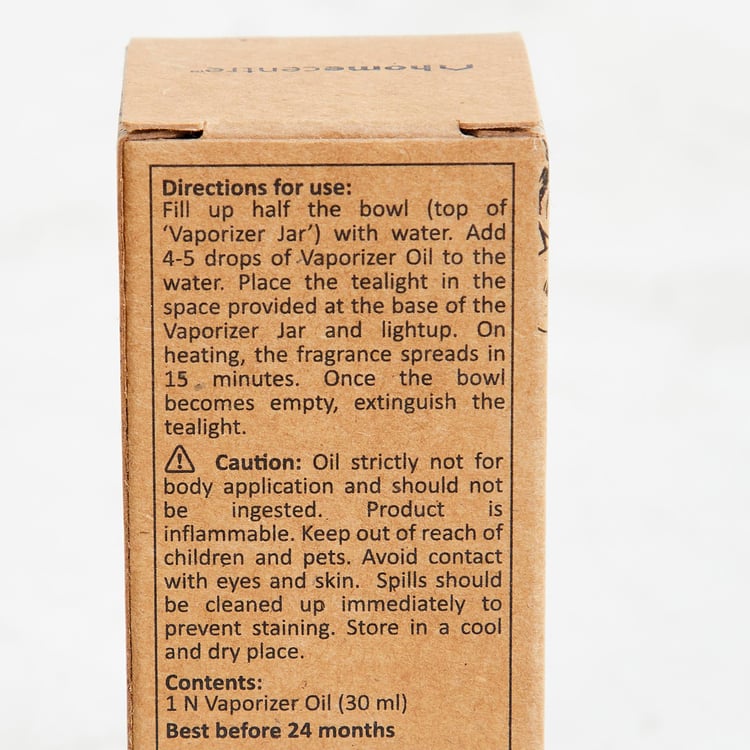 homecentre™
Directions for use:
Fill up half the bowl (top of
‘Vaporizer Jar’) with water. Add
4-5 drops of Vaporizer Oil to the
water. Place the tealight in the
space provided at the base of the
Vaporizer Jar and lightup. On
heating, the fragrance spreads in
15 minutes. Once the bowl
becomes empty, extinguish the
tealight.
Caution: Oil strictly not for
body application and should not
be ingested. Product is
inflammable. Keep out of reach of
children and pets. Avoid contact
with eyes and skin. Spills should
be cleaned up immediately to
prevent staining. Store in a cool
and dry place.
Contents:
1 N Vaporizer Oil (30 ml)
Best before 24 months